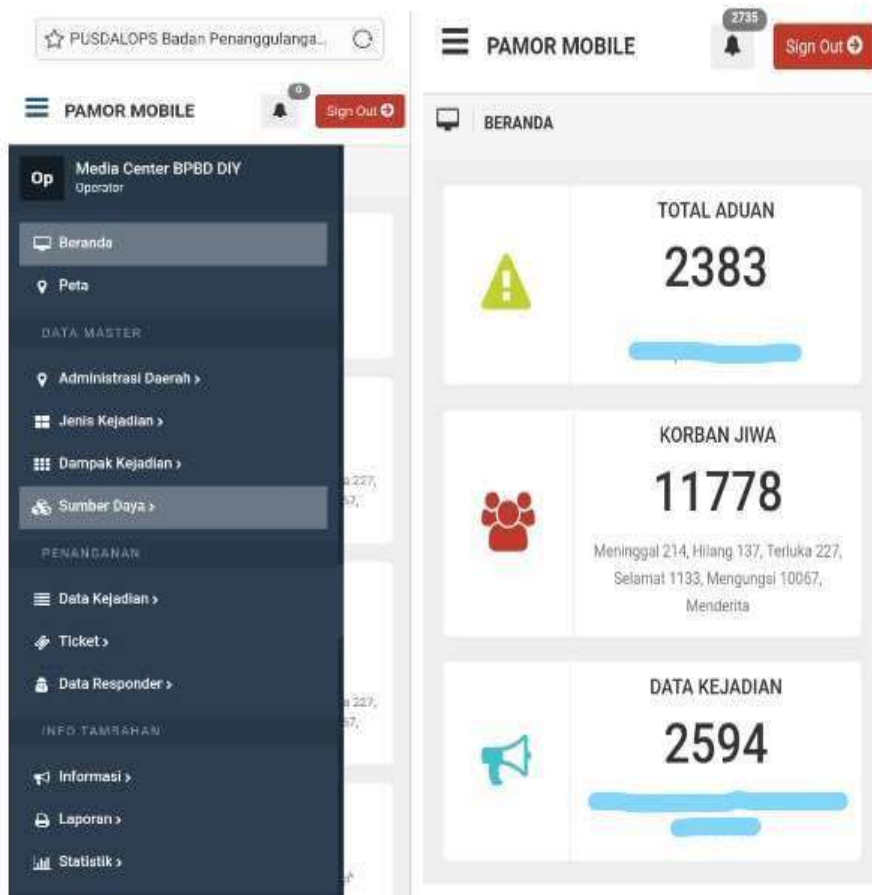 PUSDALOPS Badan Penanggulanga...
PAMOR MOBILE
0
Sign Out
Op
Media Center BPBD DIY
Operator
Beranda
Peta
DATA MASTER
Administrasi Daerah >
Jenis Kejadian >
Dampak Kejadian >
Sumber Daya >
PENANGANAN
Data Kejadian >
Ticket >
Data Responder >
INFO TAMBAHAN
Informasi >
Laporan >
Statistik >
227,
227,
PAMOR MOBILE
2735
Sign Out
BERANDA
TOTAL ADUAN
2383
KORBAN JIWA
11778
Meninggal 214, Hilang 137, Terluka 227,
Selamat 1133, Mengungsi 10067,
Menderita
DATA KEJADIAN
2594